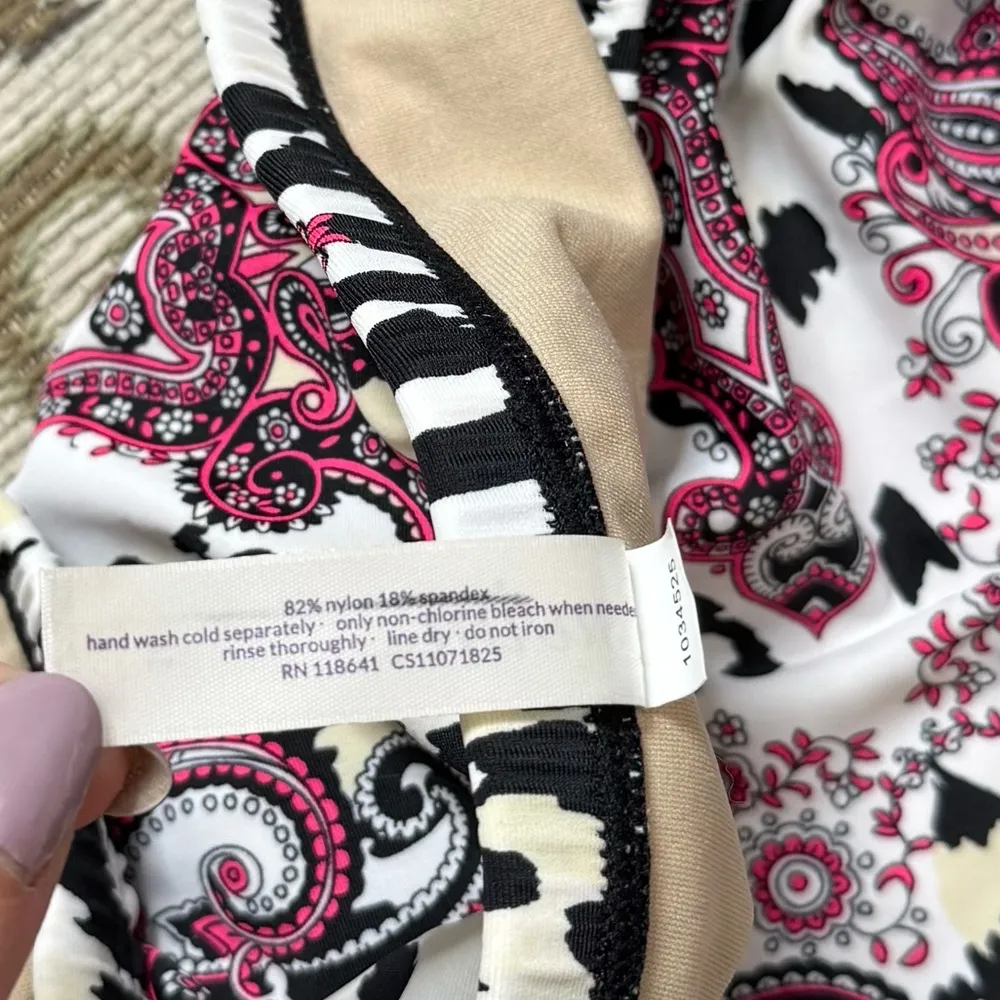 82% nylon 18% spandex
hand wash cold separately · only non-chlorine bleach when neede
rinse thoroughly · line dry · do not iron
RN 118641 CS11071825
1034525